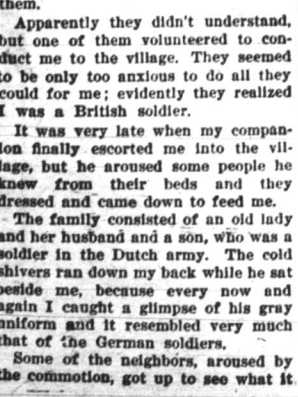 them.
Apparently they didn't understand,
but one of them volunteered to con-
duct me to the village. They seemed
to be only too anxious to do all they
could for me; evidently they realized
I was a British soldier.
It was very late when my compan-
ion finally escorted me into the vil-
lage, but he aroused some people he
knew from their beds and they
dressed and came down to feed me.
The family consisted of an old lady
and her husband and a son, who was a
soldier in the Dutch army. The cold
shivers ran down my back while he sat
beside me, because every now and
again I caught a glimpse of his gray
uniform and it resembled very much
that of the German soldiers.
Some of the neighbors, aroused by
the commotion, got up to see what it